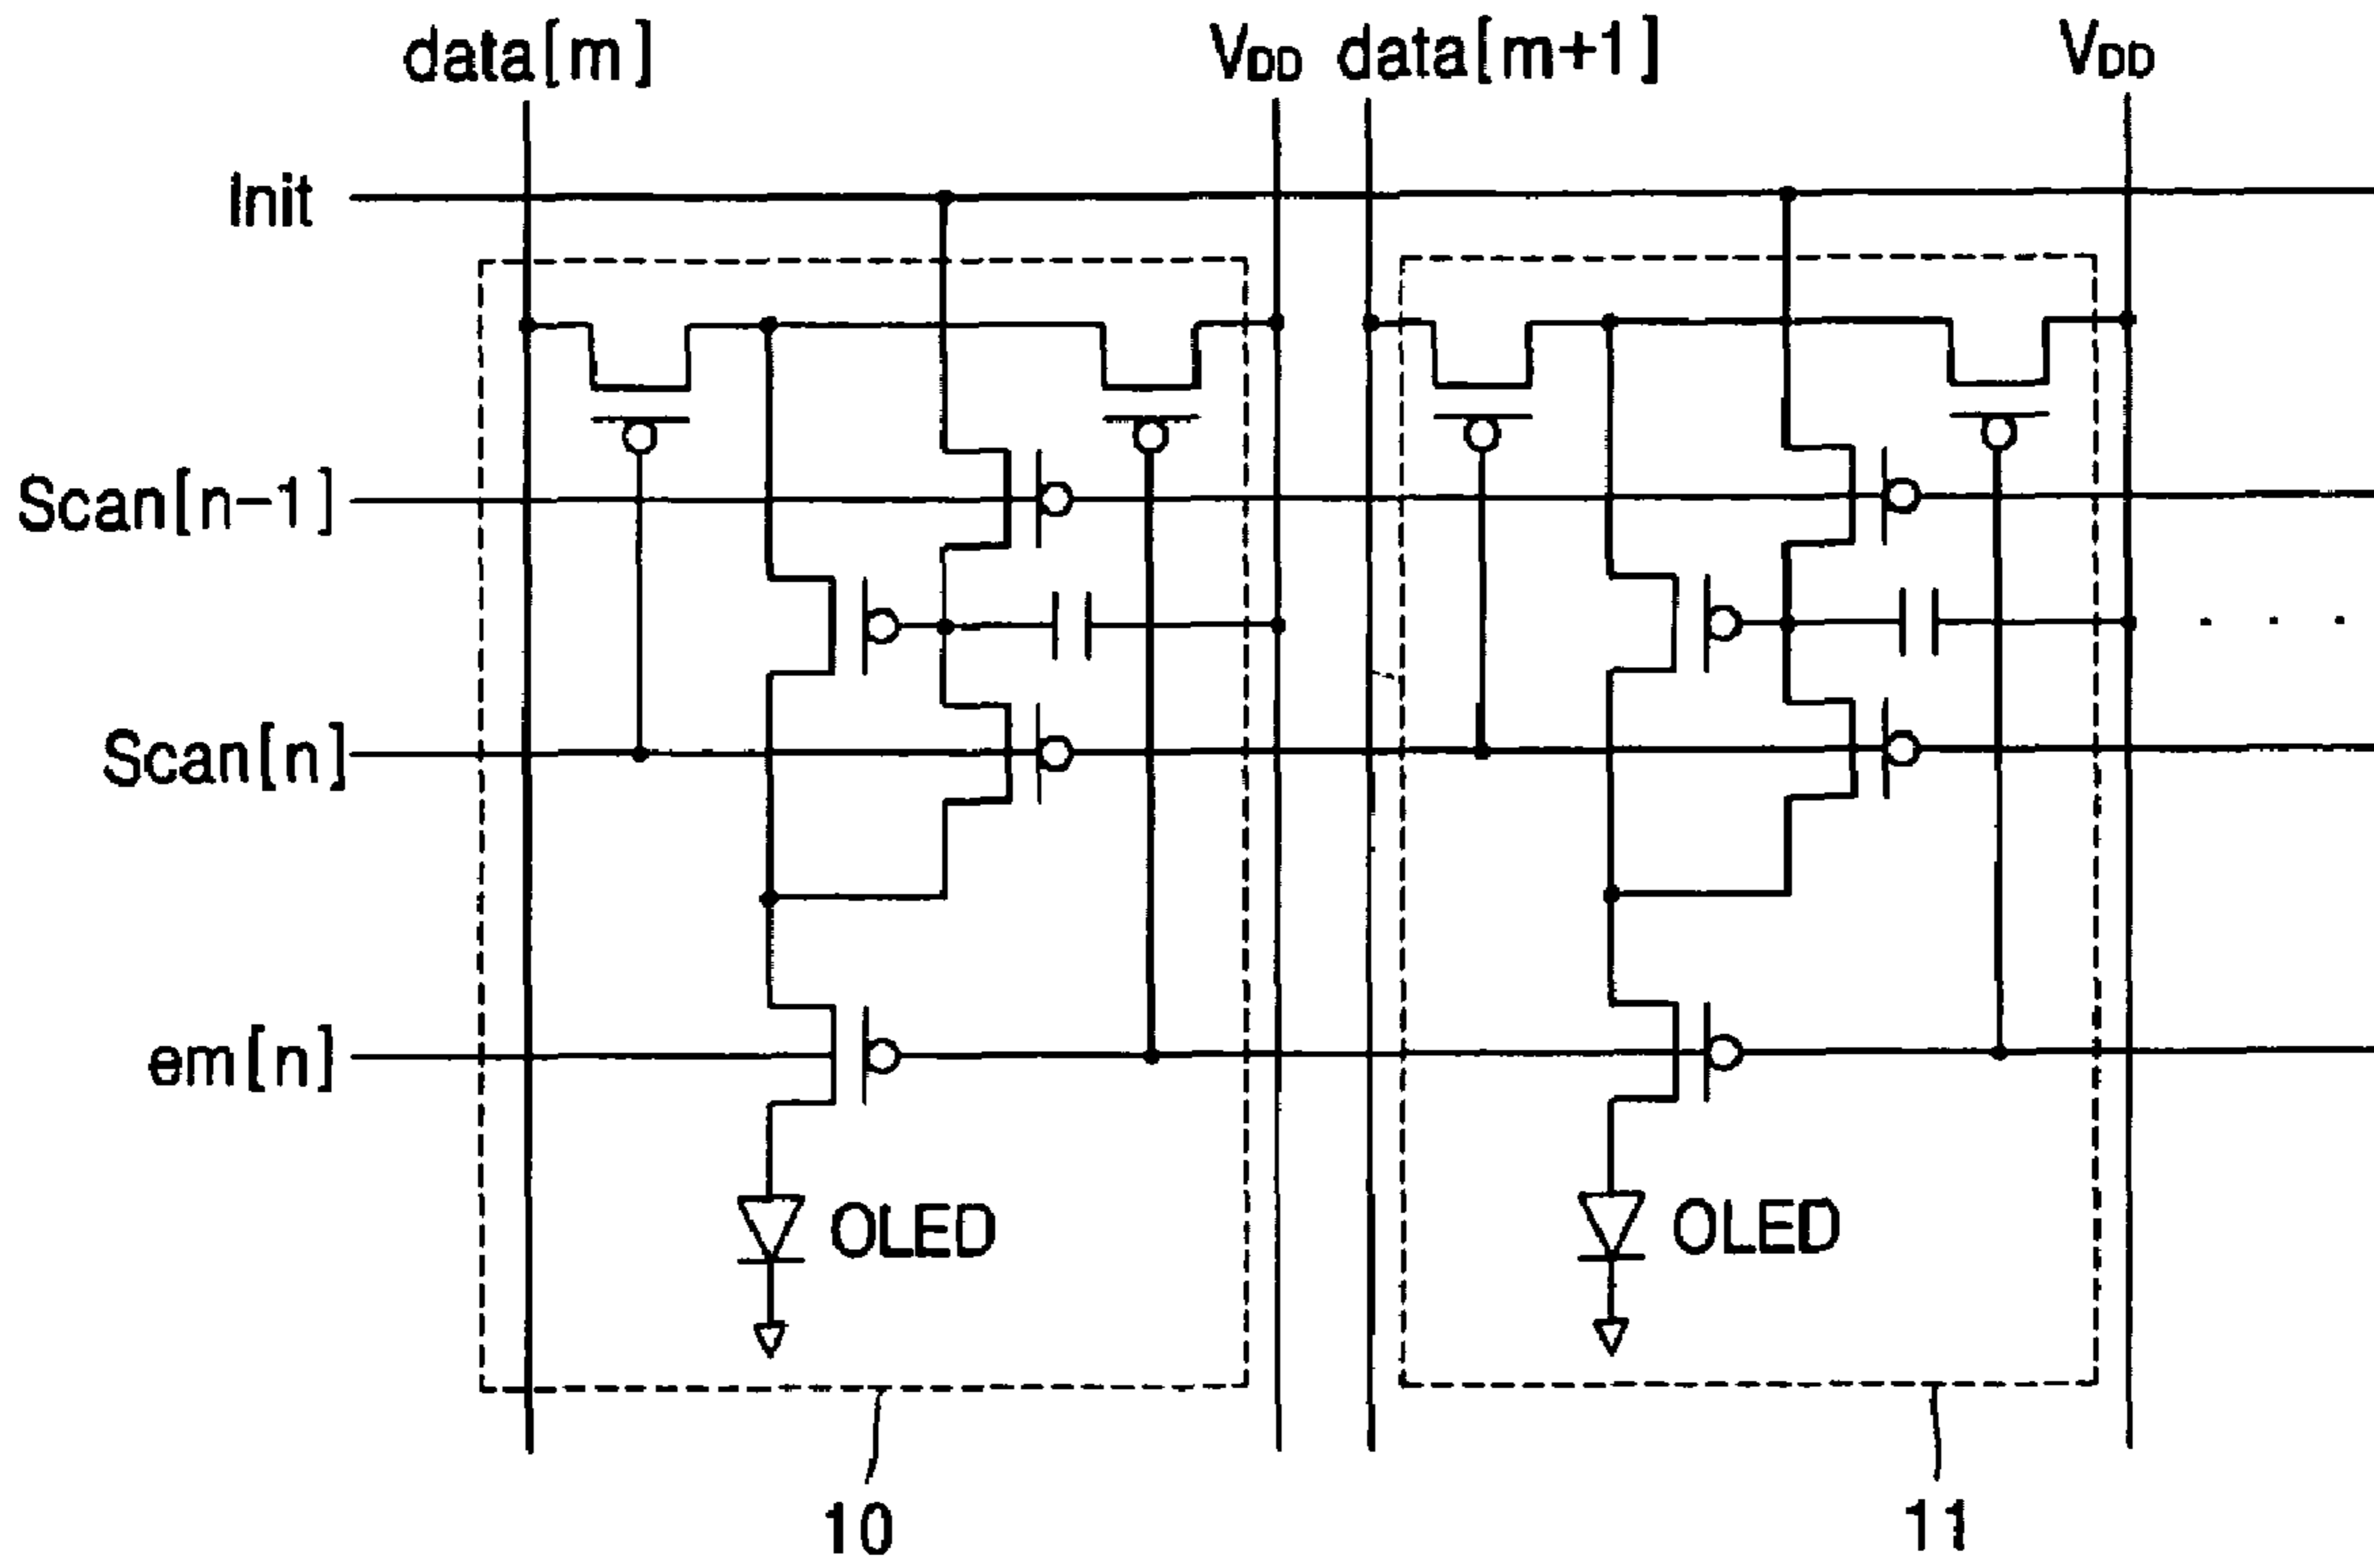 data[m]
VDD
data[m+1]
VDD
Init
Scan[n-1]
Scan[n]
em[n]
OLED
OLED
10
11